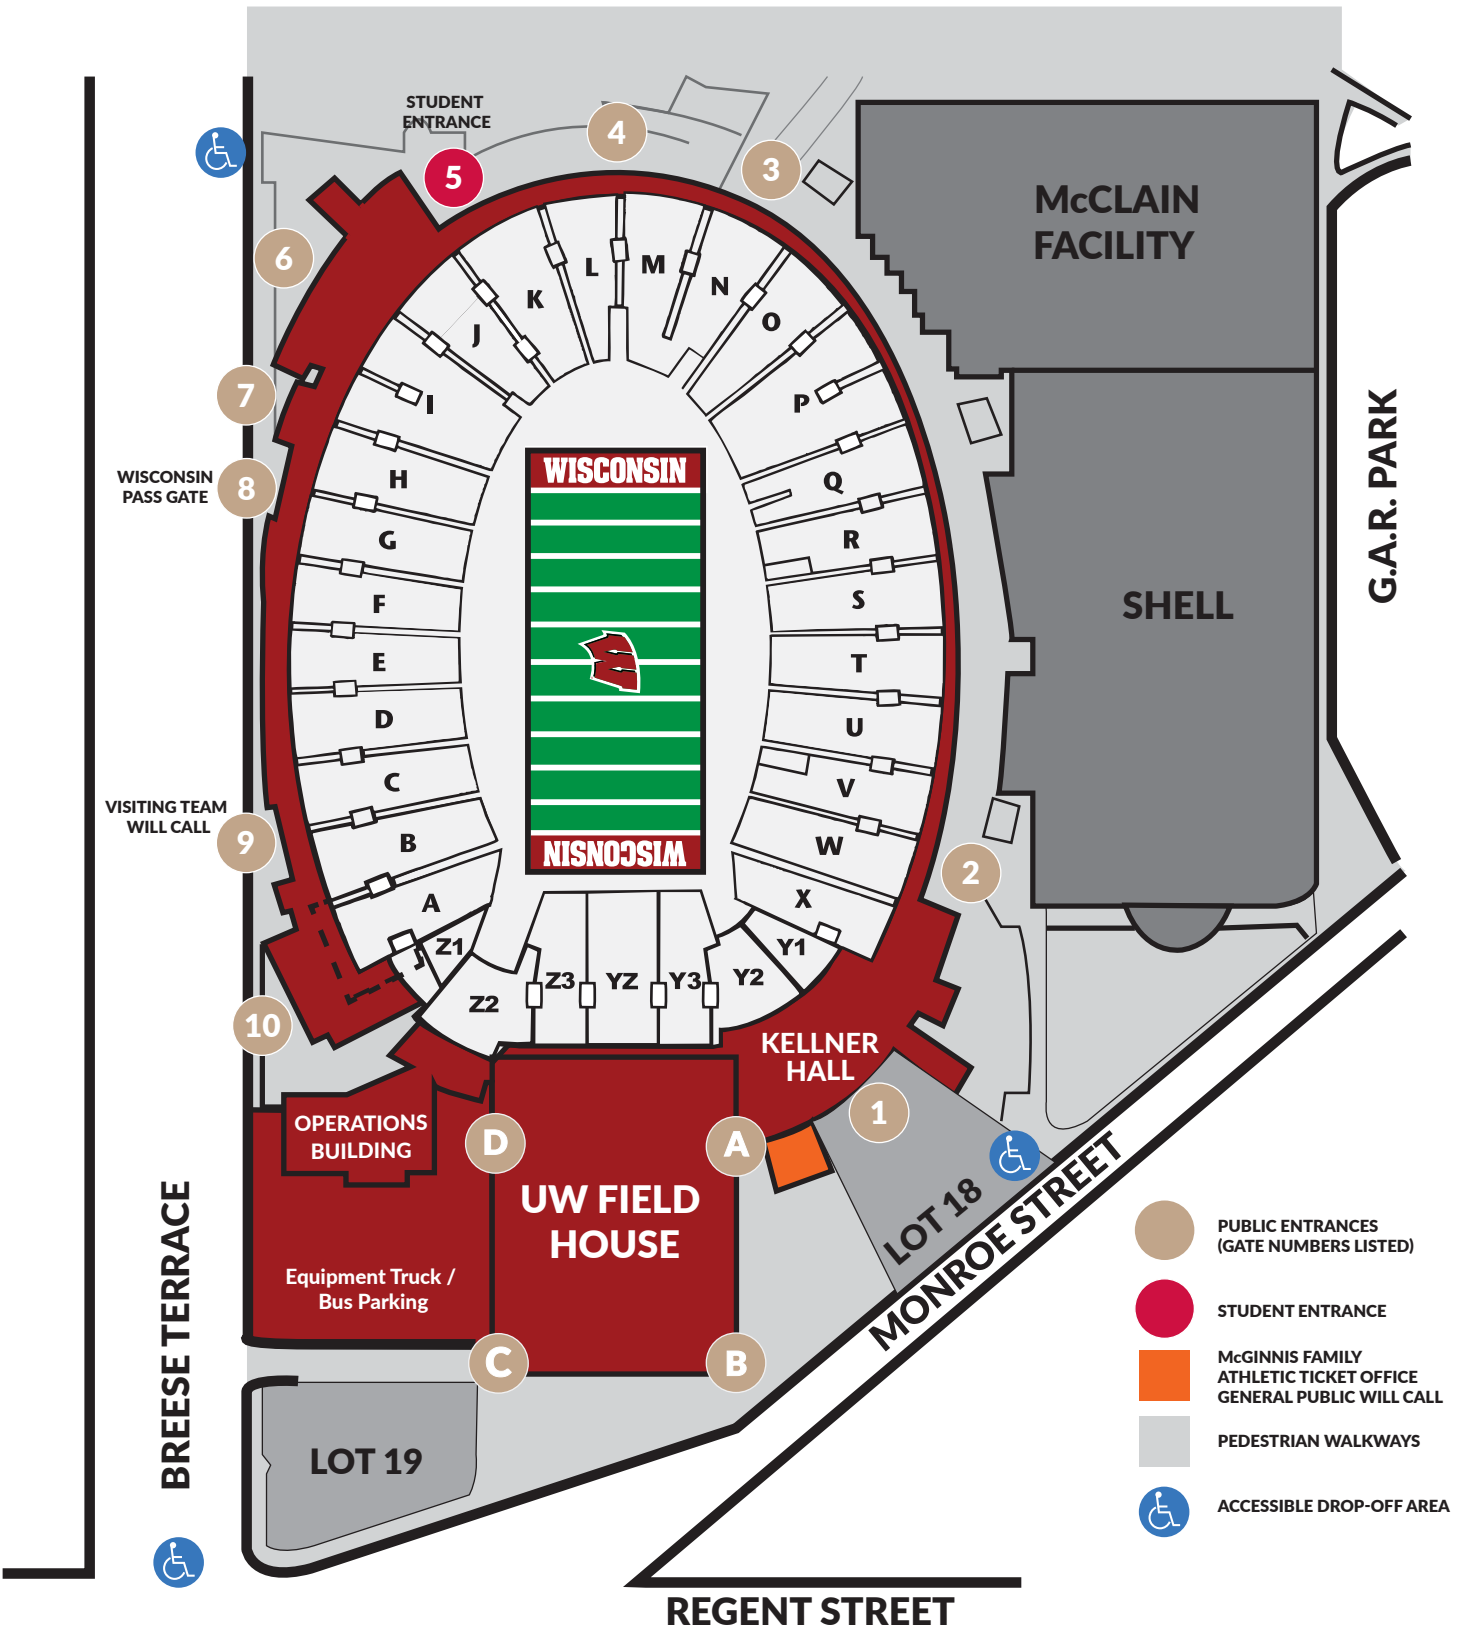 STUDENT
ENTRANCE
4
3
5
6
McCLAIN
FACILITY
L
M
N
K
O
J
P
I
7
G.A.R. PARK
WISCONSIN
PASS GATE
8
WISCONSIN
H
Q
G
R
F
S
SHELL
E
T
D
U
C
V
VISITING TEAM
WILL CALL
9
B
W
WISCONSIN
2
A
X
Z1
Y1
Z2
Z3
YZ
Y3
Y2
10
KELLNER
HALL
1
OPERATIONS
BUILDING
D
A
UW FIELD
HOUSE
LOT 18
MONROE STREET
Equipment Truck /
Bus Parking
C
B
BREESE TERRACE
LOT 19
REGENT STREET
PUBLIC ENTRANCES
(GATE NUMBERS LISTED)
STUDENT ENTRANCE
McGINNIS FAMILY
ATHLETIC TICKET OFFICE
GENERAL PUBLIC WILL CALL
PEDESTRIAN WALKWAYS
ACCESSIBLE DROP-OFF AREA